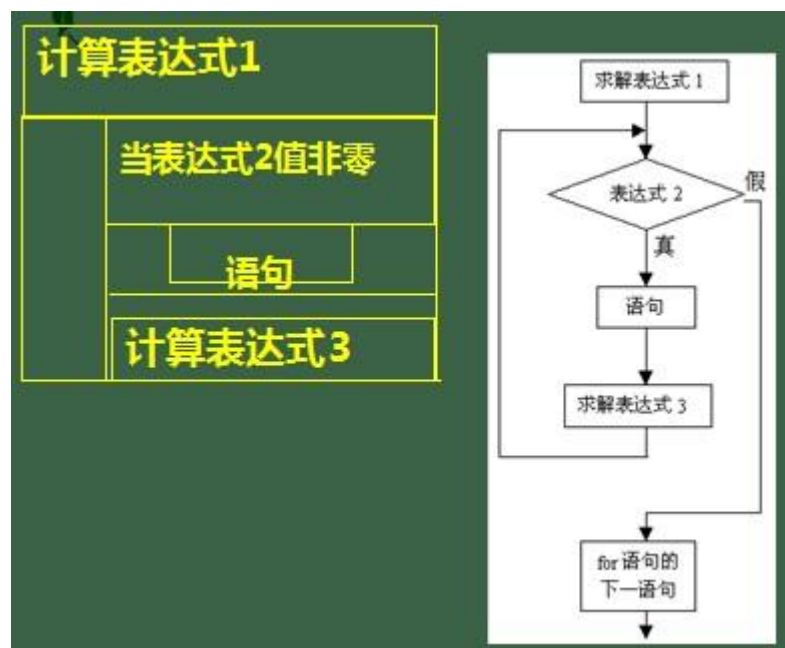 计算表达式1
当表达式2值非零
语句
计算表达式3
求解表达式 1
表达式 2
假
真
语句
求解表达式 3
for 语句的
下一语句